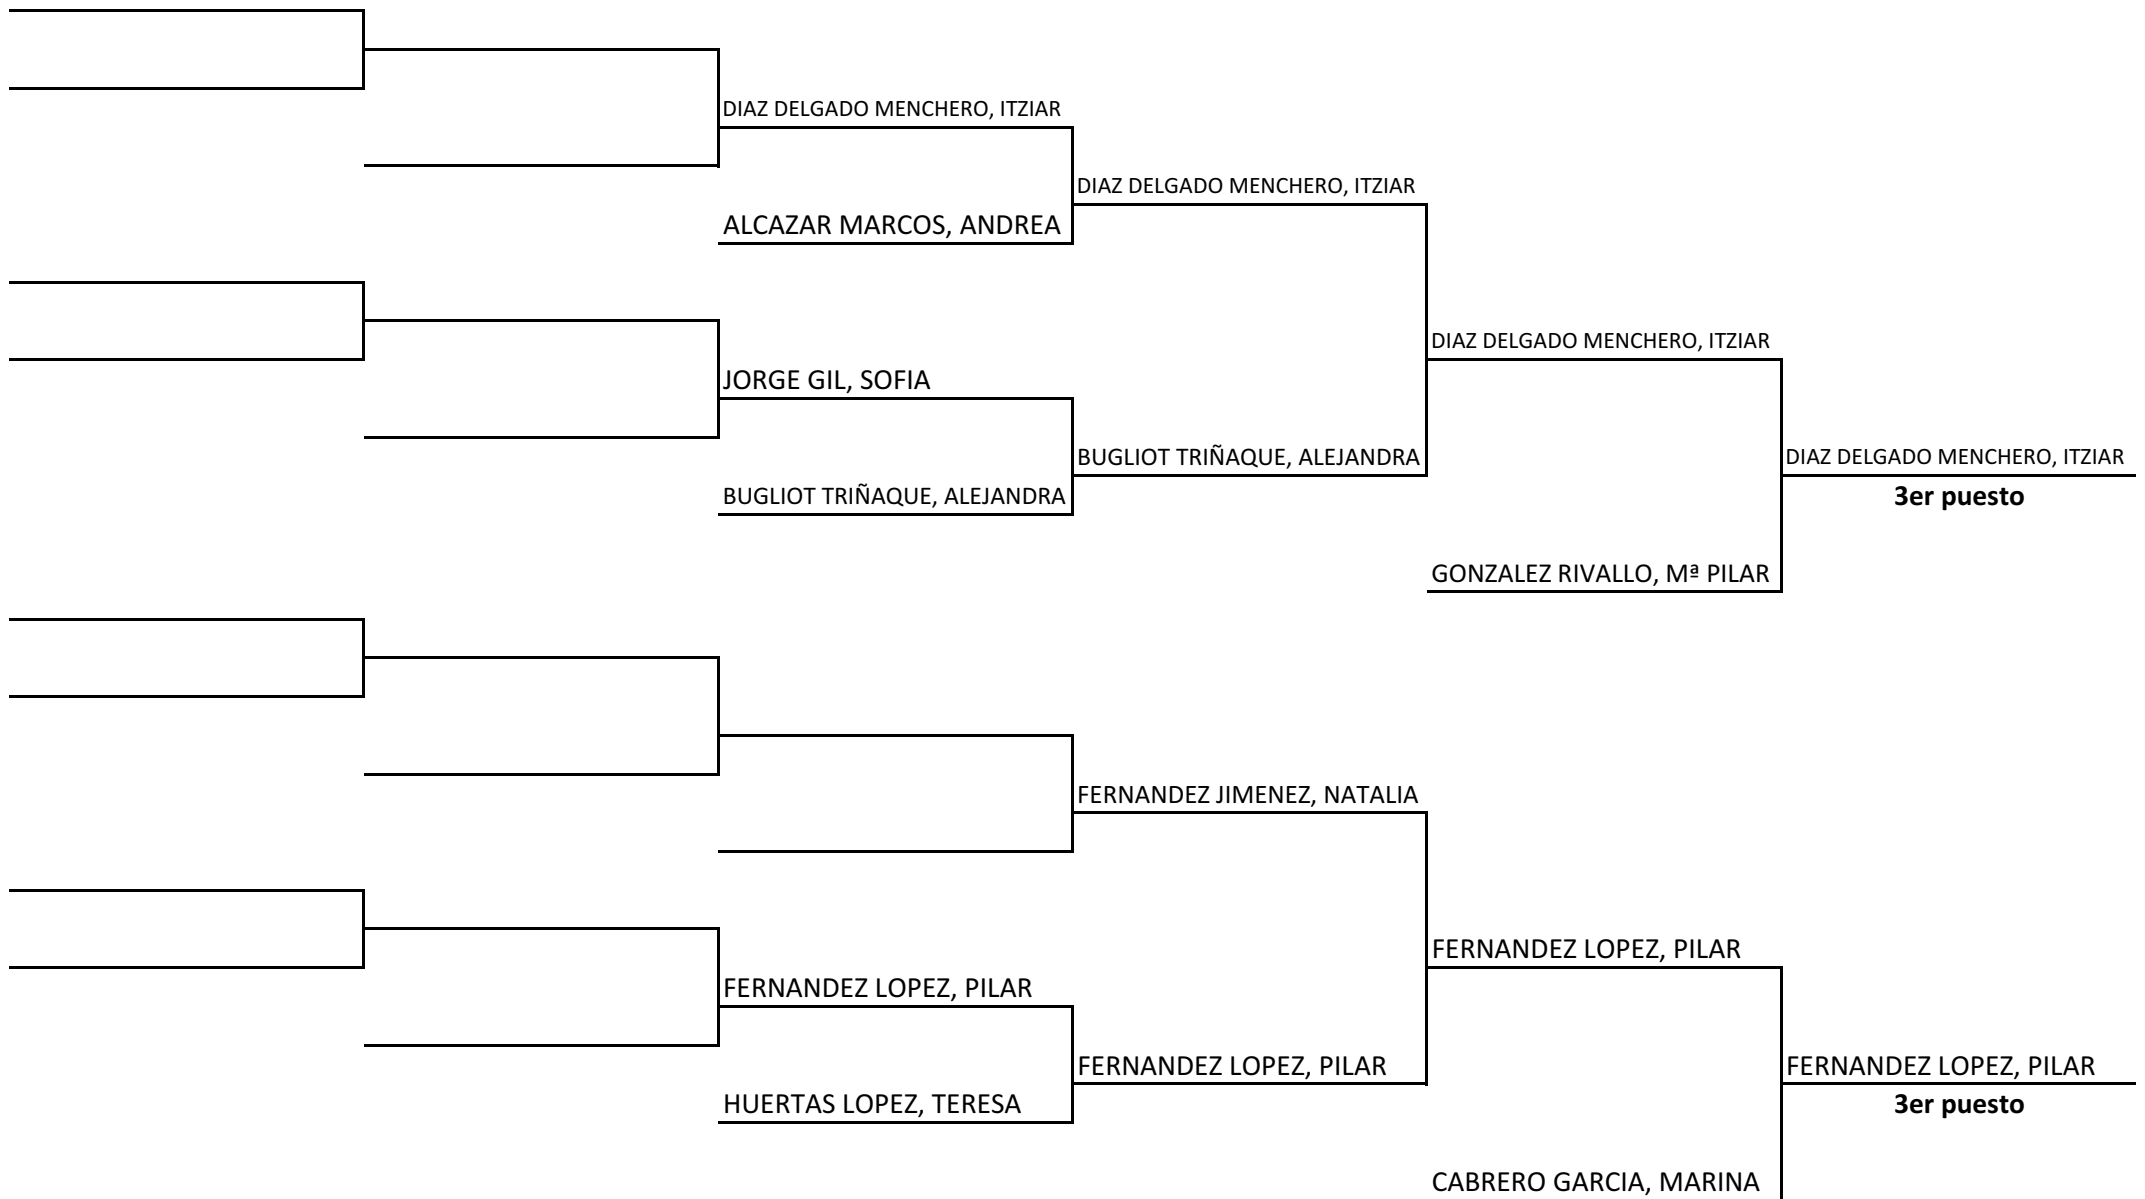 DIAZ DELGADO MENCHERO, ITZIAR
DIAZ DELGADO MENCHERO, ITZIAR
ALCAZAR MARCOS, ANDREA
DIAZ DELGADO MENCHERO, ITZIAR
JORGE GIL, SOFIA
BUGLIOT TRIÑAQUE, ALEJANDRA
DIAZ DELGADO MENCHERO, ITZIAR
BUGLIOT TRIÑAQUE, ALEJANDRA
3er puesto
GONZALEZ RIVALLO, Mª PILAR
FERNANDEZ JIMENEZ, NATALIA
FERNANDEZ LOPEZ, PILAR
FERNANDEZ LOPEZ, PILAR
FERNANDEZ LOPEZ, PILAR
FERNANDEZ LOPEZ, PILAR
HUERTAS LOPEZ, TERESA
3er puesto
CABRERO GARCIA, MARINA